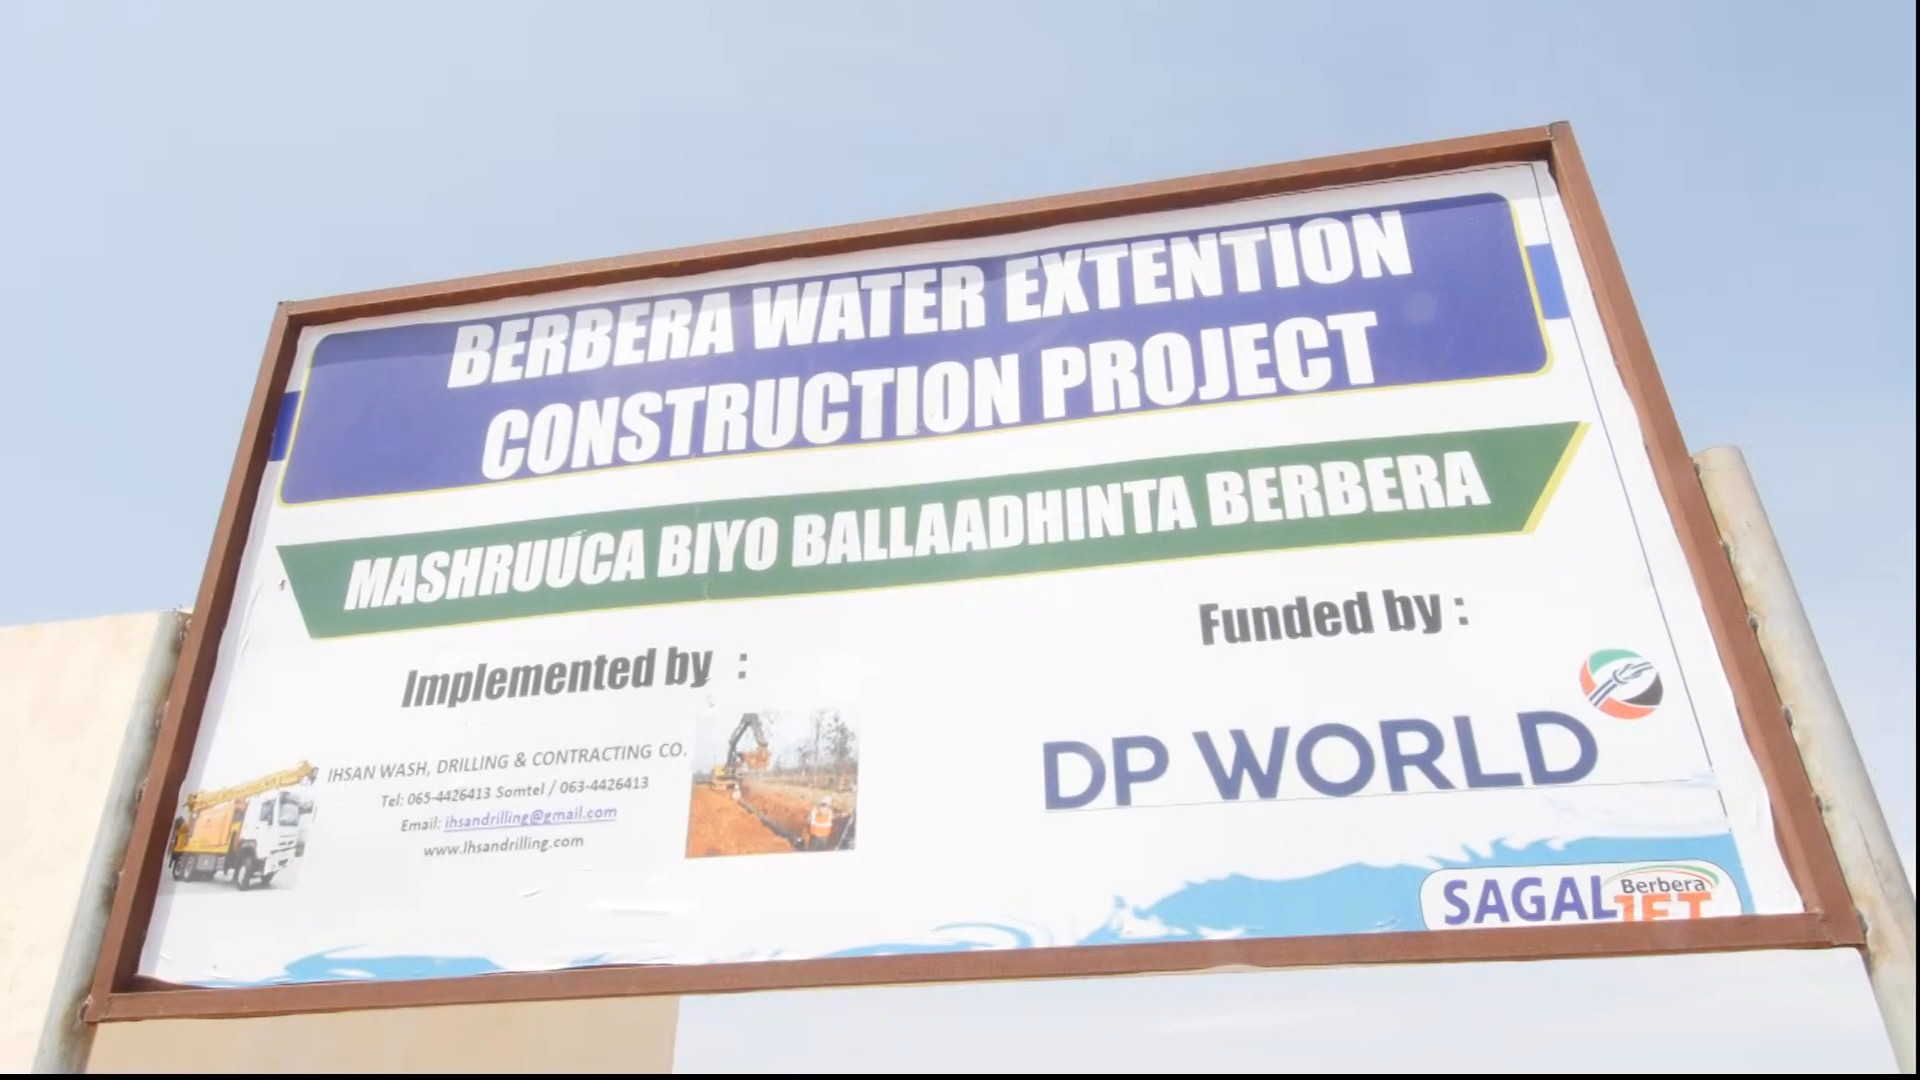 BERBERA WATER EXTENTION
CONSTRUCTION PROJECT
MASHRUUCA BIYO BALLAADHINTA BERBERA
Implemented by :
IHSAN WASH, DRILLING & CONTRACTING CO.
Tel: 065-4426413 Somtel / 063-4426413
Email: ihsandrilling@gmail.com
www.Ihsandrilling.com
Funded by :
DP WORLD
SAGAL Berbera
JET